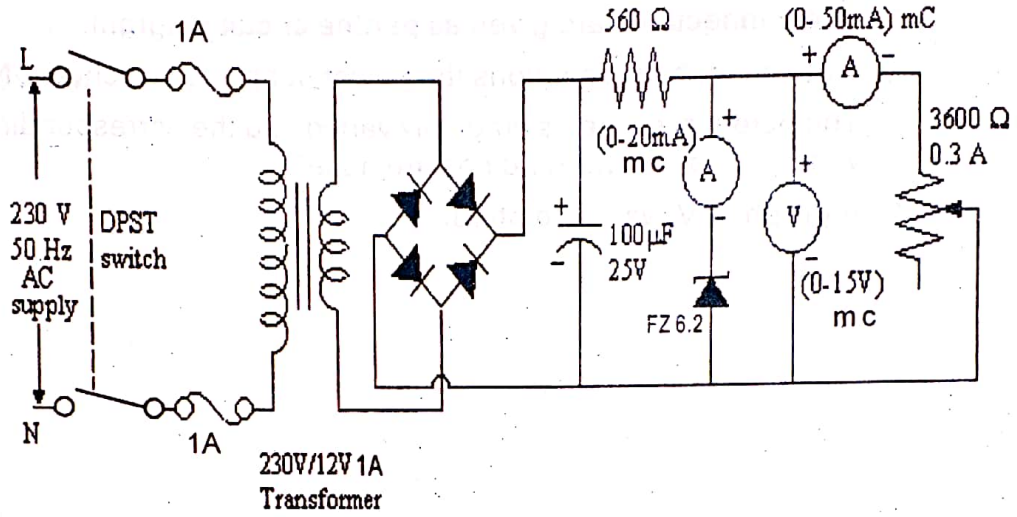 1A
L
230 V
50 Hz
AC
supply
DPST
switch
N
1A
230V/12V 1A
Transformer
560 Ω
(0-50mA) mC
+ A -
3600 Ω
0.3 A
(0-20mA)
m c
+
A
-
+
V
-
(0-15V)
m c
+
100µF
-
25V
FZ 6.2